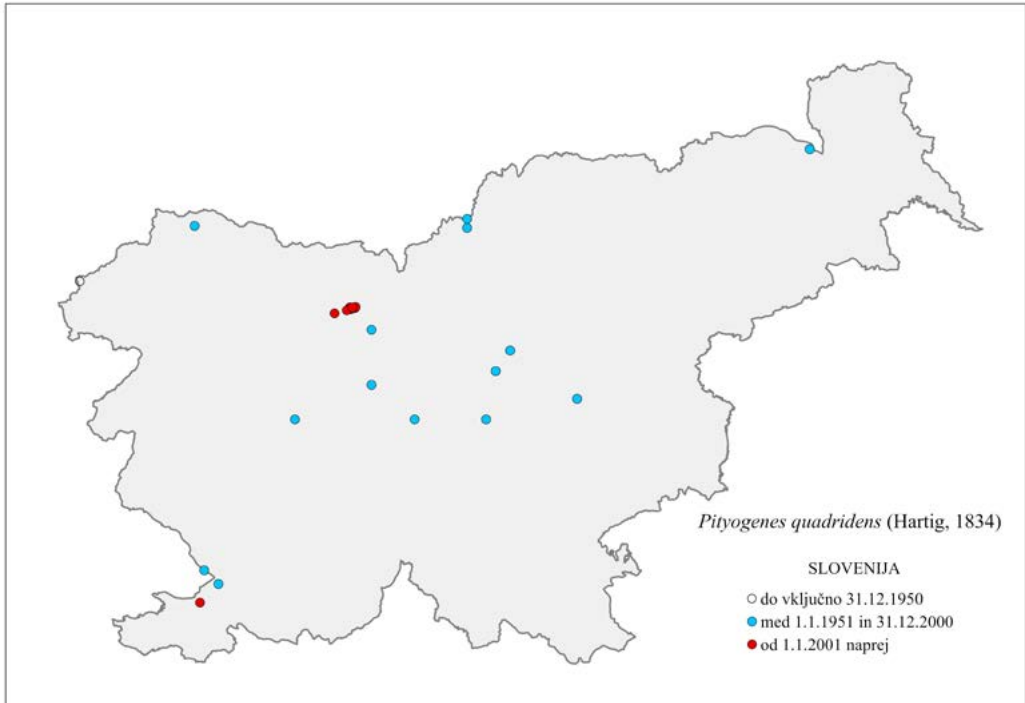 Pityogenes quadridens (Hartig, 1834)
SLOVENIJA
do vključno 31.12.1950
med 1.1.1951 in 31.12.2000
od 1.1.2001 naprej